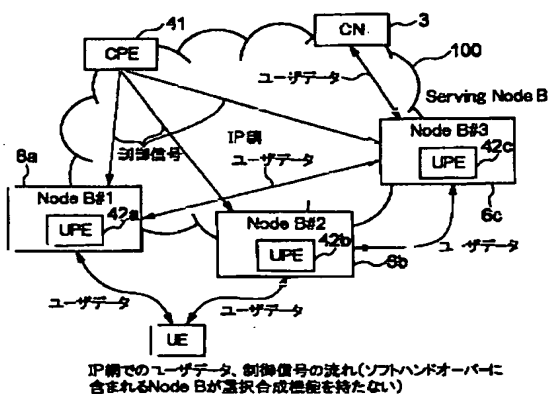 41
CPE
CN
3
100
ユーザデータ
Serving Node B
制御信号
IP網
ユーザデータ
Node B#3
UPE
42c
6c
6a
Node B#1
UPE
42a
Node B#2
UPE
42b
6b
ユーザデータ
ユーザデータ
ユーザデータ
UE
IP網でのユーザデータ、制御信号の流れ(ソフトハンドオーバーに
含まれるNode Bが選択合成機能を持たない)